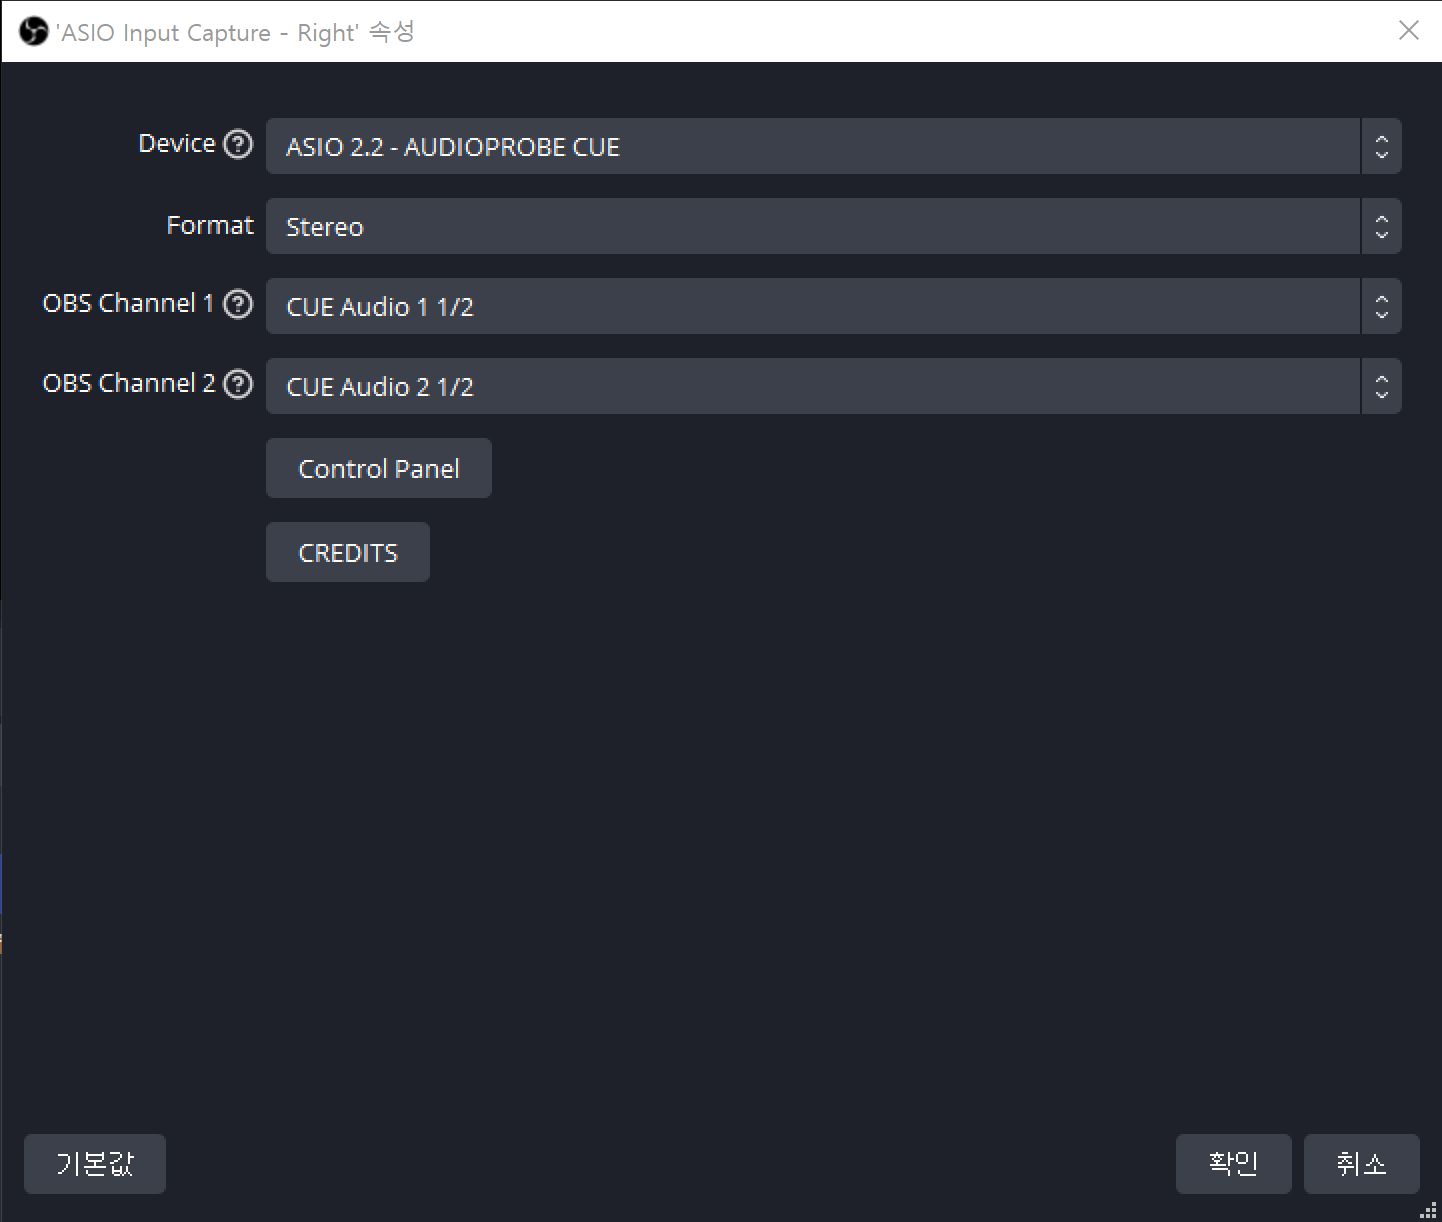 'ASIO Input Capture - Right' 속성
Device ? ASIO 2.2 - AUDIOPROBE CUE
Format Stereo
OBS Channel 1 ? CUE Audio 1 1/2
OBS Channel 2 ? CUE Audio 2 1/2
Control Panel
CREDITS
기본값 확인 취소